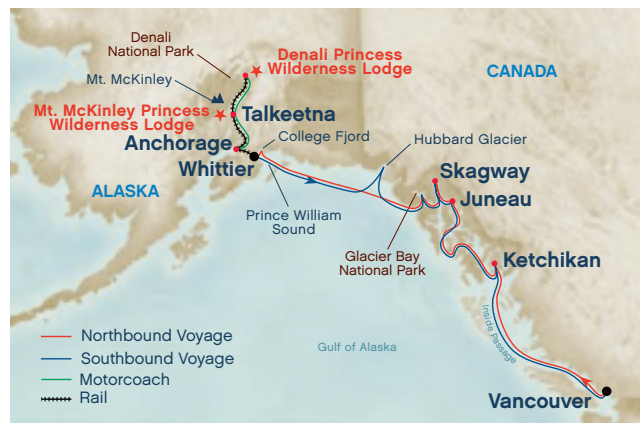 Denali
National Park
Denali Princess
Wilderness Lodge
CANADA
Mt. McKinley
Mt. McKinley Princess
Wilderness Lodge
Talkeetna
College Fjord
Hubbard Glacier
Anchorage
Whittier
Skagway
Juneau
ALASKA
Prince William
Sound
Glacier Bay
National Park
Ketchikan
Inside Passage
Northbound Voyage
Southbound Voyage
Motorcoach
Rail
Gulf of Alaska
Vancouver